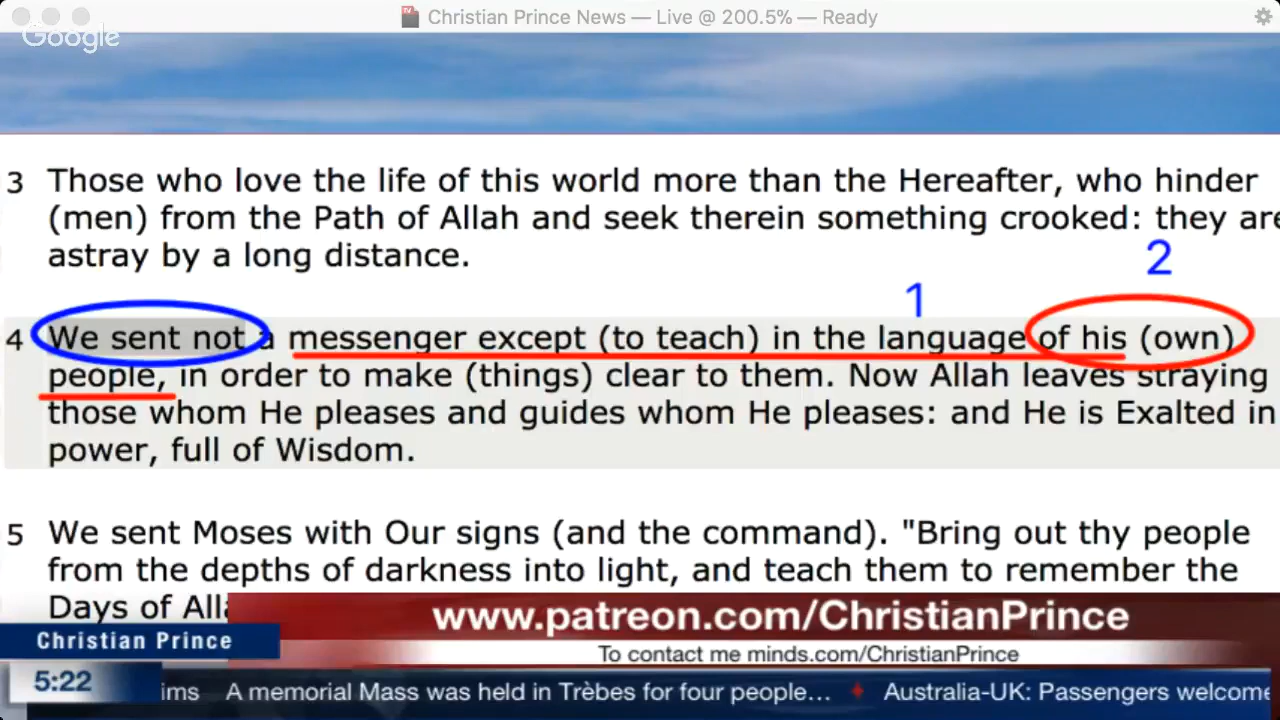 Christian Prince News — Live @ 200.5% — Ready
Google
3 Those who love the life of this world more than the Hereafter, who hinder
(men) from the Path of Allah and seek therein something crooked: they are
astray by a long distance.
2
1
4 We sent not a messenger except (to teach) in the language of his (own)
people, in order to make (things) clear to them. Now Allah leaves straying
those whom He pleases and guides whom He pleases: and He is Exalted in
power, full of Wisdom.
5 We sent Moses with Our signs (and the command). "Bring out thy people
from the depths of darkness into light, and teach them to remember the
Days of
www.patreon.com/ChristianPrince
Christian Prince
To contact me minds.com/ChristianPrince
5:22
A memorial Mass was held in Trèbes for four people... Australia-UK: Passengers welcome